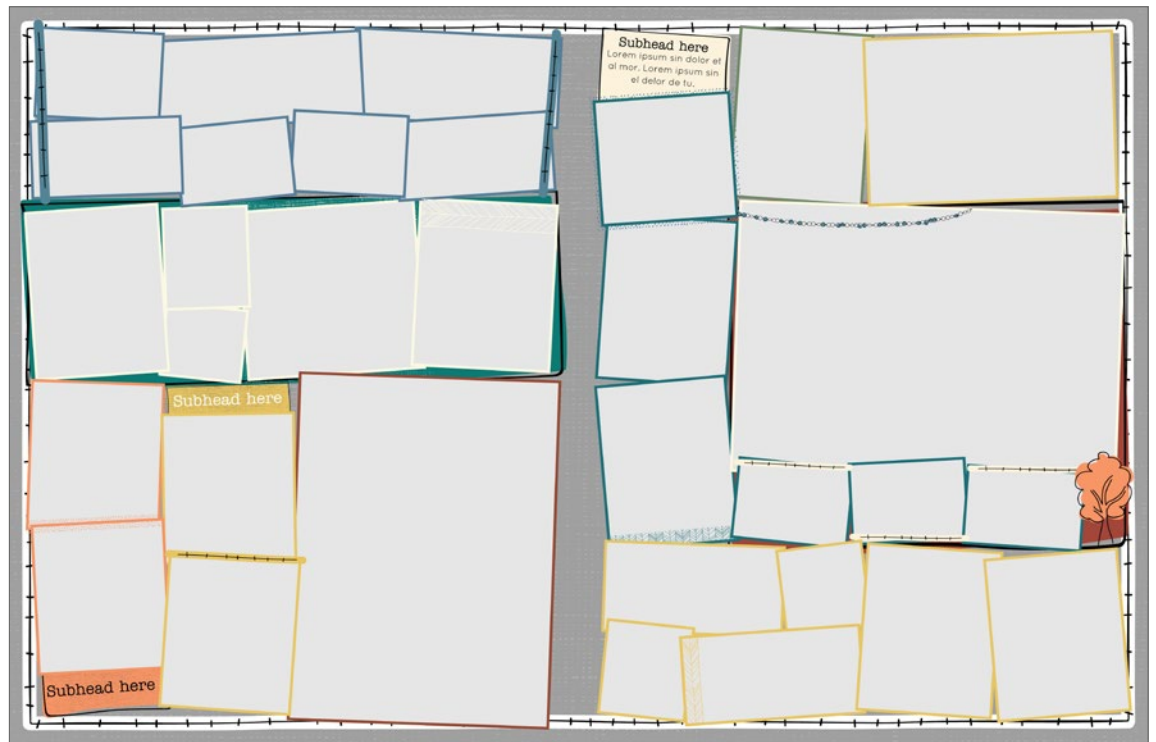 Subhead here
Subhead here
Subhead here
Lorem ipsum sin dolor et
al mor. Lorem ipsum sin
el delor de tu.